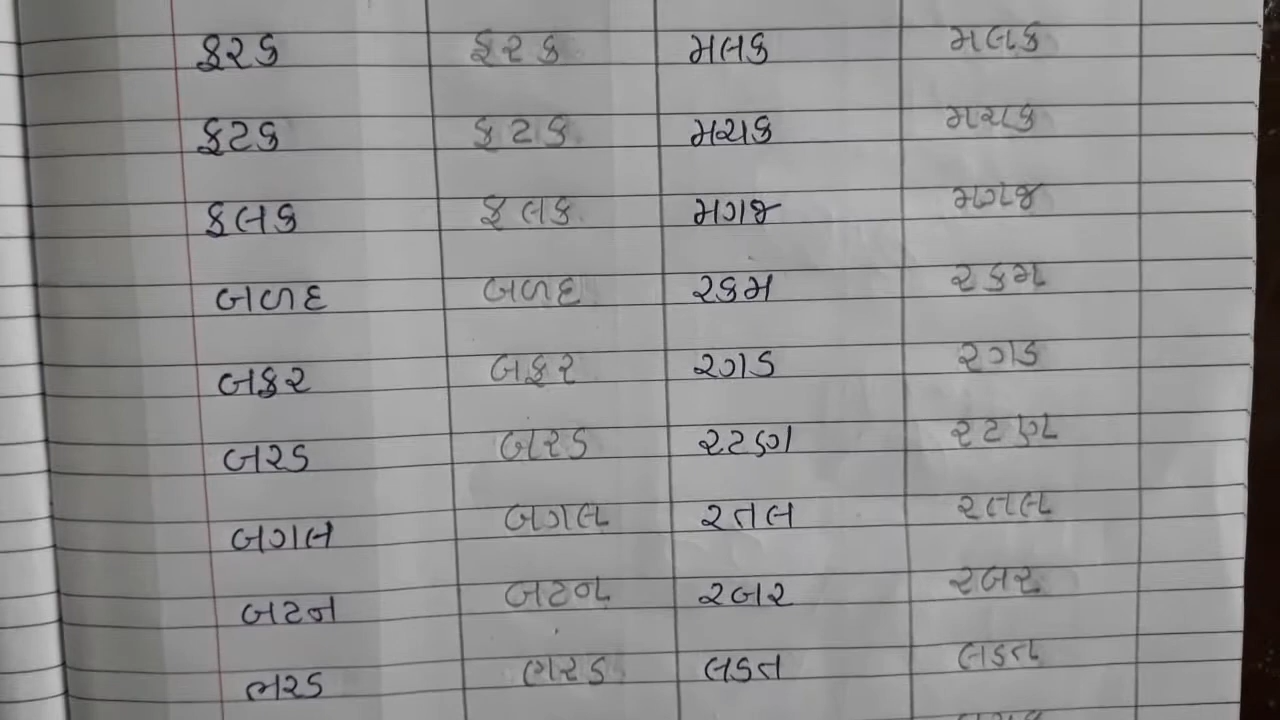 ફરક ફરક મલક મલક
ફટક ફટક મચક મચક
ફલક ફલક મગજ મગજ
બળદ બળદ રકમ રકમ
બફર બફર રગડ રગડ
બરડ બરડ રટણ રટણ
બગલ બગલ રતલ રતલ
બટન બટન રબર રબર
ભરડ ભરડ લડત લડત